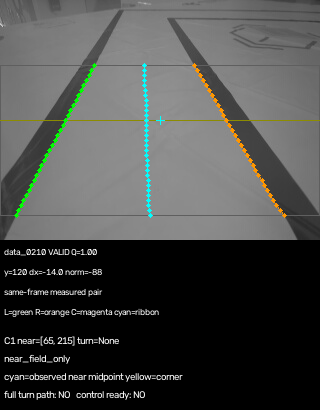 data_0210 VALID Q=1.00
y=120 dx=-14.0 norm=-88
same-frame measured pair
L=green R=orange C=magenta cyan=ribbon
C1 near=[65, 215] turn=None
near_field_only
cyan=observed near midpoint yellow=corner
full turn path: NO control ready: NO